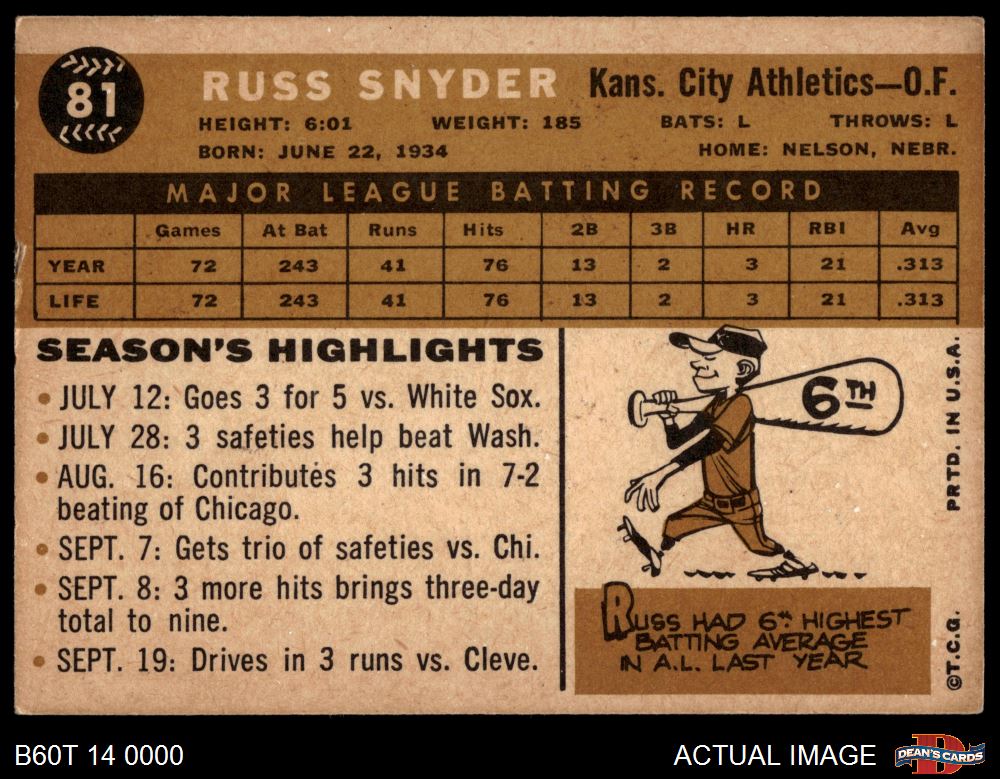 81
RUSS SNYDER Kans. City Athletics—O.F.
HEIGHT: 6:01 WEIGHT: 185 BATS: L THROWS: L
BORN: JUNE 22, 1934 HOME: NELSON, NEBR.
MAJOR LEAGUE BATTING RECORD
Games At Bat Runs Hits 2B 3B HR RBI Avg
YEAR 72 243 41 76 13 2 3 21 .313
LIFE 72 243 41 76 13 2 3 21 .313
SEASON'S HIGHLIGHTS
• JULY 12: Goes 3 for 5 vs. White Sox.
• JULY 28: 3 safeties help beat Wash.
• AUG. 16: Contributes 3 hits in 7-2
beating of Chicago.
• SEPT. 7: Gets trio of safeties vs. Chi.
• SEPT. 8: 3 more hits brings three-day
total to nine.
• SEPT. 19: Drives in 3 runs vs. Cleve.
6TH
RUSS HAD 6TH HIGHEST
BATTING AVERAGE
IN A.L. LAST YEAR
©T.C.G. PRTD. IN U.S.A.
B60T 14 0000 ACTUAL IMAGE
DEAN'S CARDS